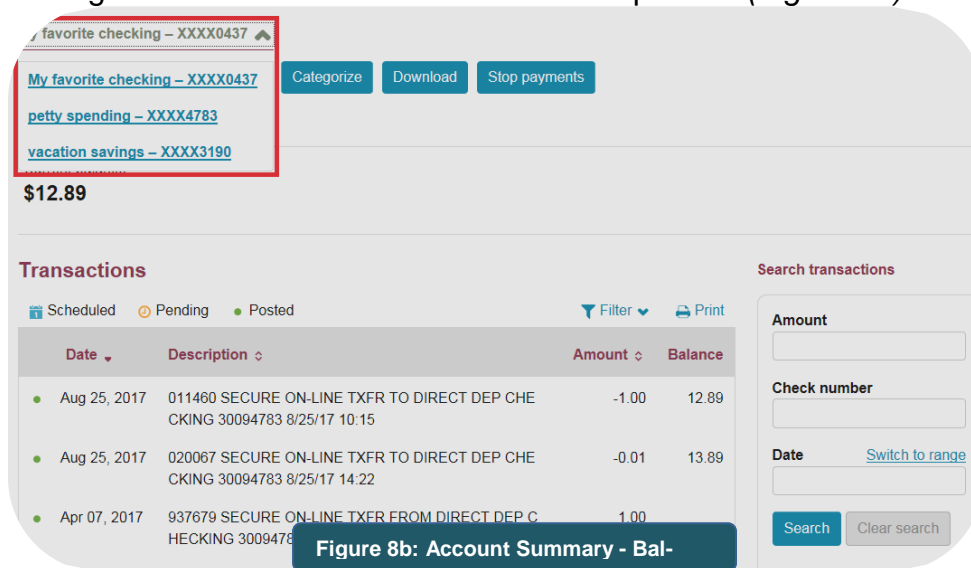 favorite checking – XXXX0437
My favorite checking – XXXX0437
Categorize Download Stop payments
petty spending – XXXX4783
vacation savings – XXXX3190
$12.89
Transactions
Search transactions
Scheduled Pending Posted Filter Print
Amount
Date Description Amount Balance
Aug 25, 2017 011460 SECURE ON-LINE TXFR TO DIRECT DEP CHE -1.00 12.89
CKING 30094783 8/25/17 10:15
Check number
Aug 25, 2017 020067 SECURE ON-LINE TXFR TO DIRECT DEP CHE -0.01 13.89
CKING 30094783 8/25/17 14:22
Date Switch to range
Apr 07, 2017 937679 SECURE ON-LINE TXFR FROM DIRECT DEP C 1.00
HECKING 300947
Search Clear search
Figure 8b: Account Summary - Bal-